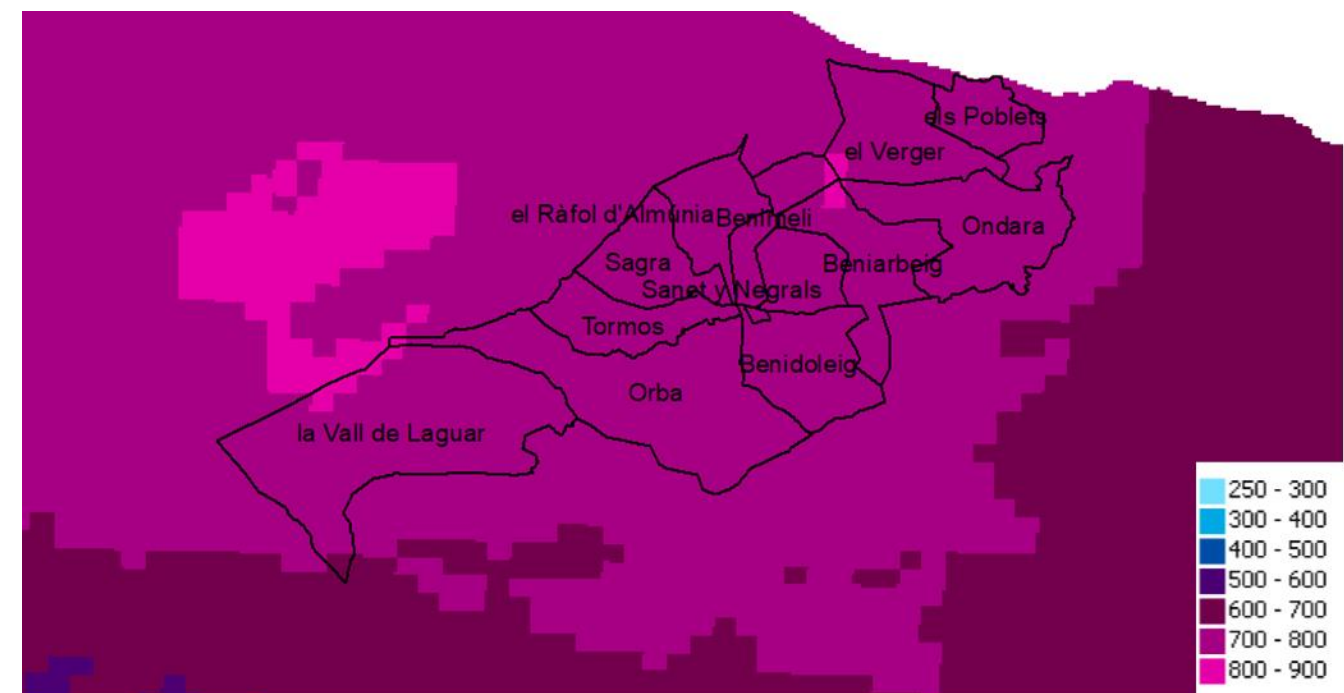 els Poblets
el Verger
el Ràfol d'Almúnia
Benimeli
Ondara
Sagra
Beniarbeig
Sanet y Negrals
Tormos
Benidoleig
Orba
la Vall de Laguar
250 - 300
300 - 400
400 - 500
500 - 600
600 - 700
700 - 800
800 - 900